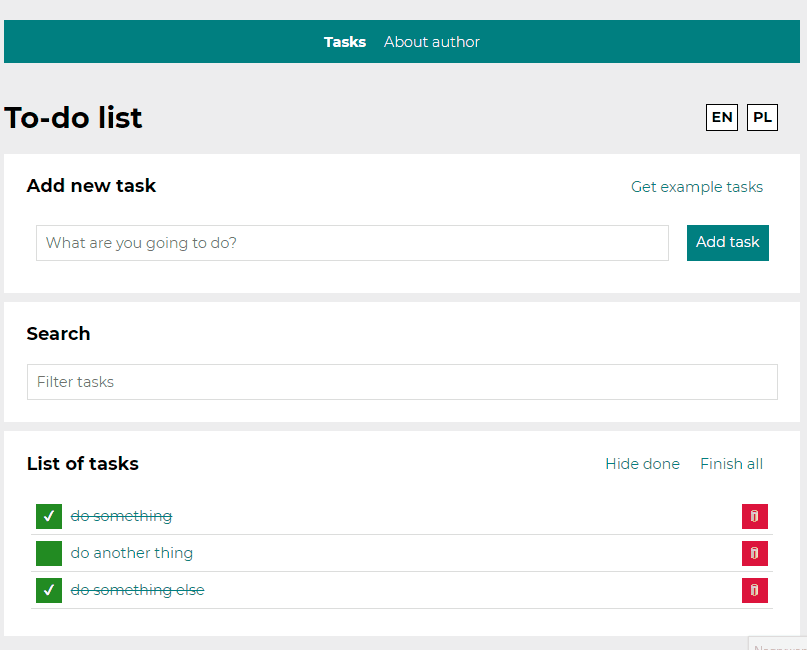 Tasks About author
To-do list EN PL
Add new task Get example tasks
What are you going to do? Add task
Search
Filter tasks
List of tasks Hide done Finish all
do something
do another thing
do something else